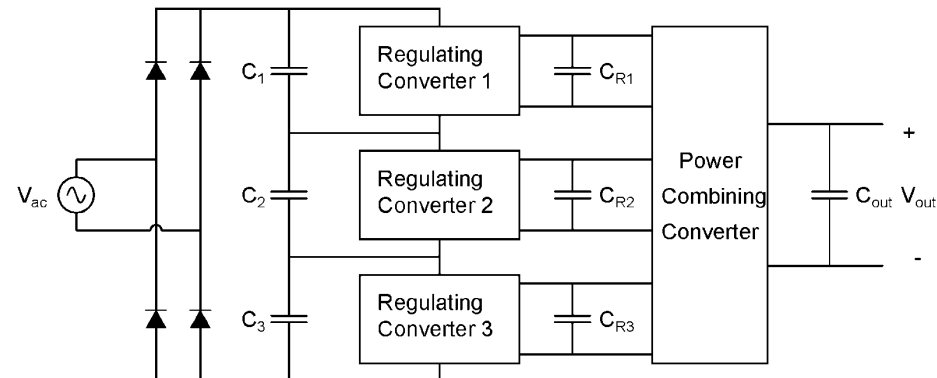 Regulating
Converter 1
C1
CR1
Vac
C2
Regulating
Converter 2
CR2
Power
Combining
Converter
Cout Vout
+
-
C3
Regulating
Converter 3
CR3